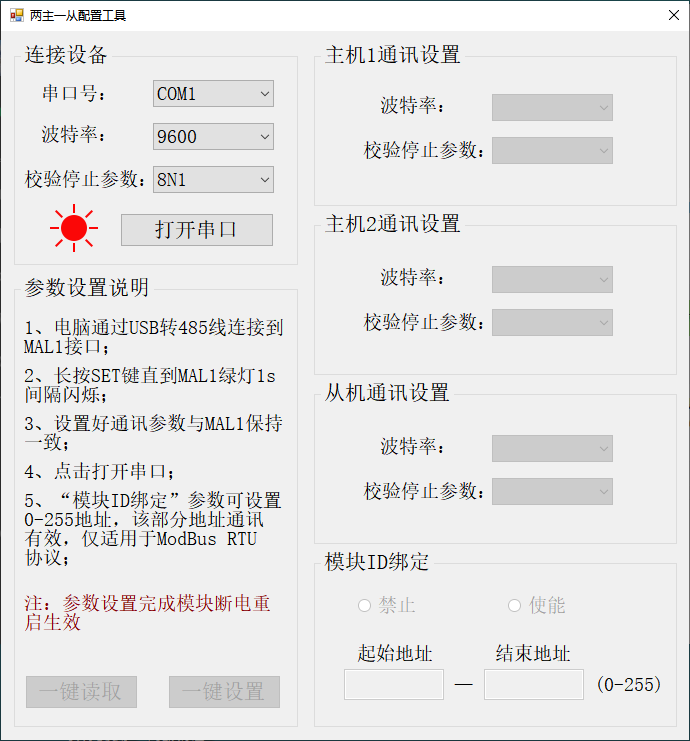 两主一从配置工具
连接设备
串口号：
COM1
波特率：
9600
校验停止参数：
8N1
打开串口
参数设置说明
1、电脑通过USB转485线连接到
MAL1接口；
2、长按SET键直到MAL1绿灯1s
间隔闪烁；
3、设置好通讯参数与MAL1保持
一致；
4、点击打开串口；
5、“模块ID绑定”参数可设置
0-255地址，该部分地址通讯
有效，仅适用于ModBus RTU
协议；
注：参数设置完成模块断电重
启生效
一键读取
一键设置
主机1通讯设置
波特率：
校验停止参数：
主机2通讯设置
波特率：
校验停止参数：
从机通讯设置
波特率：
校验停止参数：
模块ID绑定
禁止
使能
起始地址
结束地址
—
(0-255)